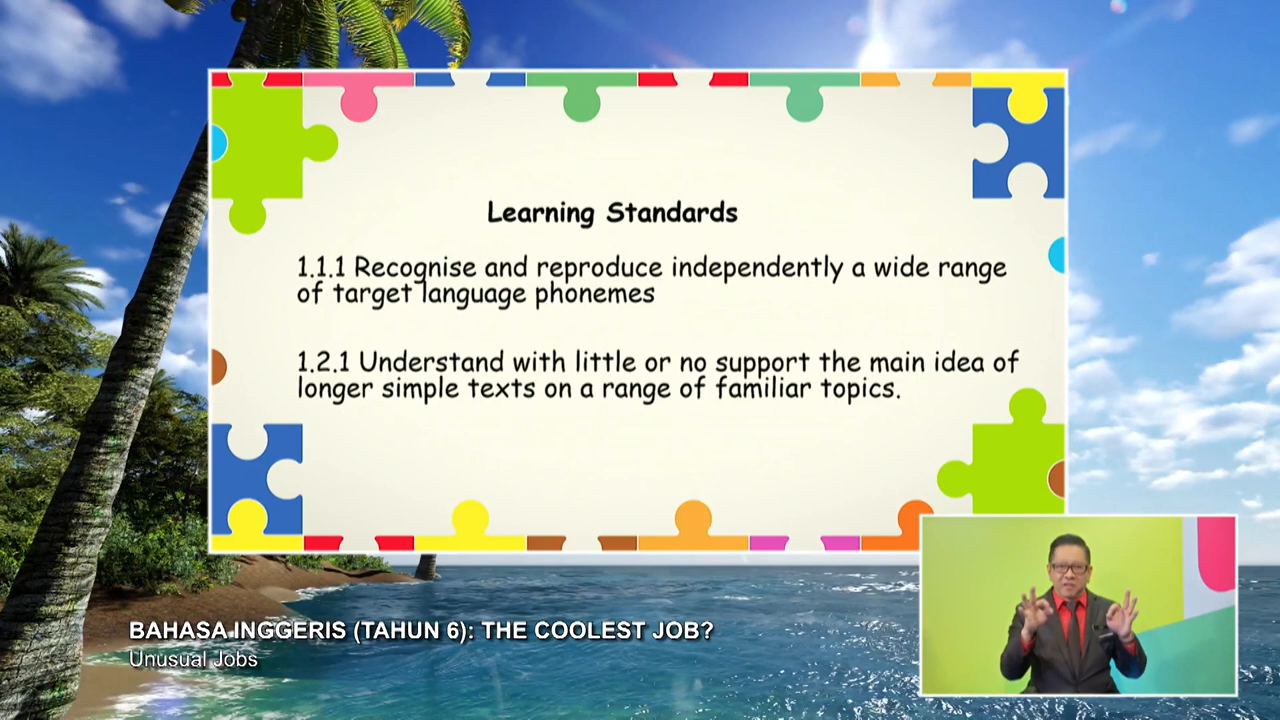 Learning Standards
1.1.1 Recognise and reproduce independently a wide range
of target language phonemes
1.2.1 Understand with little or no support the main idea of
longer simple texts on a range of familiar topics.
BAHASA INGGERIS (TAHUN 6): THE COOLEST JOB?
Unusual Jobs